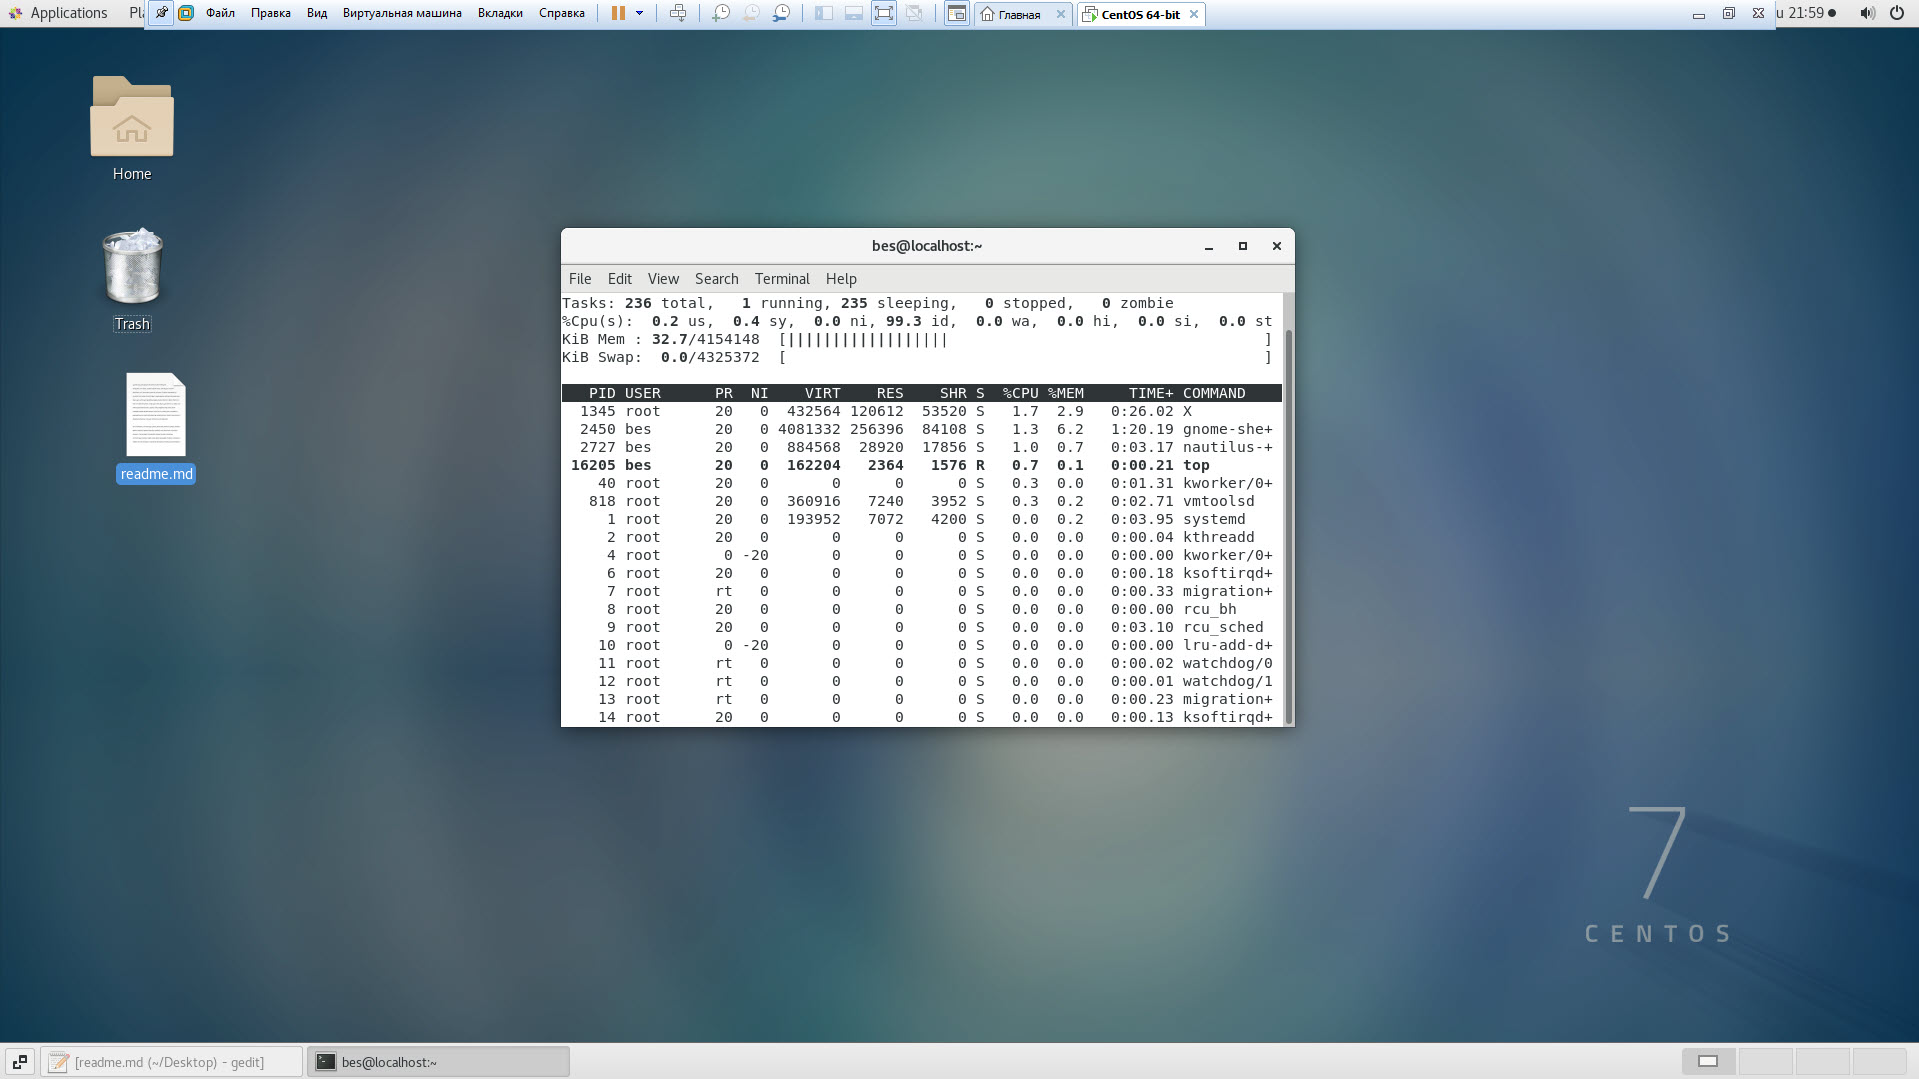 Applications Pl Файл Правка Вид Виртуальная машина Вкладки Справка Главная CentOS 64-bit u 21:59
Home
Trash
readme.md
bes@localhost:~
File Edit View Search Terminal Help
Tasks: 236 total,   1 running, 235 sleeping,   0 stopped,   0 zombie
%Cpu(s):  0.2 us,  0.4 sy,  0.0 ni, 99.3 id,  0.0 wa,  0.0 hi,  0.0 si,  0.0 st
KiB Mem : 32.7/4154148  [||||||||||||||||||                                   ]
KiB Swap:  0.0/4325372  [                                                     ]
PID USER      PR  NI    VIRT    RES    SHR S  %CPU %MEM     TIME+ COMMAND
1345 root      20   0  432564 120612  53520 S   1.7  2.9   0:26.02 X
2450 bes       20   0 4081332 256396  84108 S   1.3  6.2   1:20.19 gnome-she+
2727 bes       20   0  884568  28920  17856 S   1.0  0.7   0:03.17 nautilus-+
16205 bes       20   0  162204   2364   1576 R   0.7  0.1   0:00.21 top
40 root      20   0       0      0      0 S   0.3  0.0   0:01.31 kworker/0+
818 root      20   0  360916   7240   3952 S   0.3  0.2   0:02.71 vmtoolsd
1 root      20   0  193952   7072   4200 S   0.0  0.2   0:03.95 systemd
2 root      20   0       0      0      0 S   0.0  0.0   0:00.04 kthreadd
4 root       0 -20       0      0      0 S   0.0  0.0   0:00.00 kworker/0+
6 root      20   0       0      0      0 S   0.0  0.0   0:00.18 ksoftirqd+
7 root      rt   0       0      0      0 S   0.0  0.0   0:00.33 migration+
8 root      20   0       0      0      0 S   0.0  0.0   0:00.00 rcu_bh
9 root      20   0       0      0      0 S   0.0  0.0   0:03.10 rcu_sched
10 root       0 -20       0      0      0 S   0.0  0.0   0:00.00 lru-add-d+
11 root      rt   0       0      0      0 S   0.0  0.0   0:00.02 watchdog/0
12 root      rt   0       0      0      0 S   0.0  0.0   0:00.01 watchdog/1
13 root      rt   0       0      0      0 S   0.0  0.0   0:00.23 migration+
14 root      20   0       0      0      0 S   0.0  0.0   0:00.13 ksoftirqd+
7
CENTOS
[readme.md (~/Desktop) - gedit] bes@localhost:~